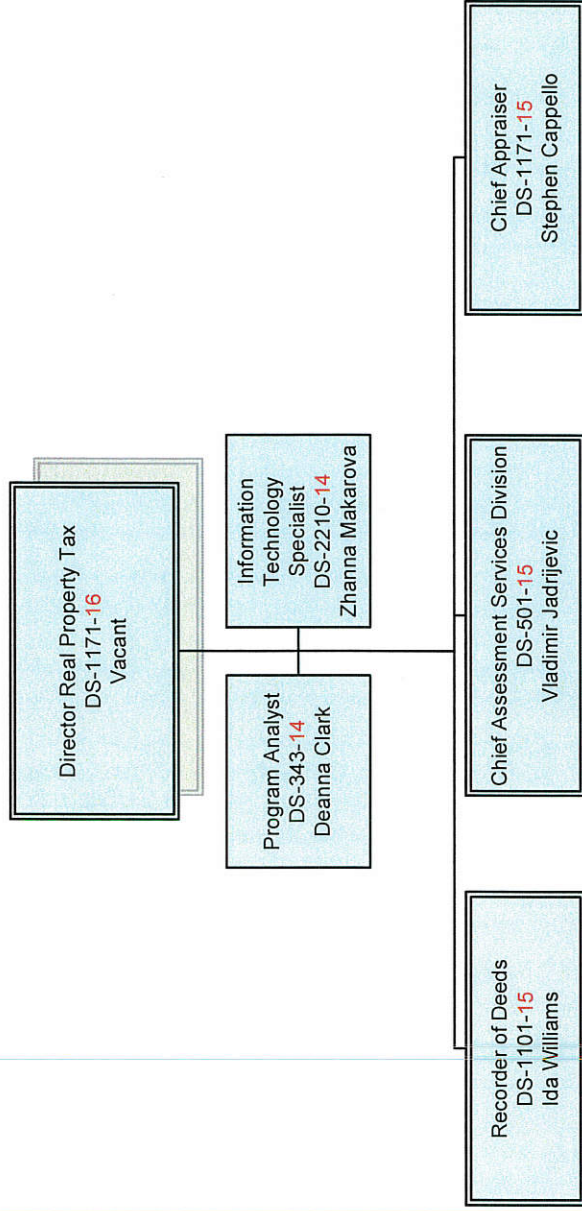 Director Real Property Tax
DS-1171-16
Vacant
Program Analyst
DS-343-14
Deanna Clark
Information
Technology
Specialist
DS-2210-14
Zhanna Makarova
Recorder of Deeds
DS-1101-15
Ida Williams
Chief Assessment Services Division
DS-501-15
Vladimir Jadrijevic
Chief Appraiser
DS-1171-15
Stephen Cappello